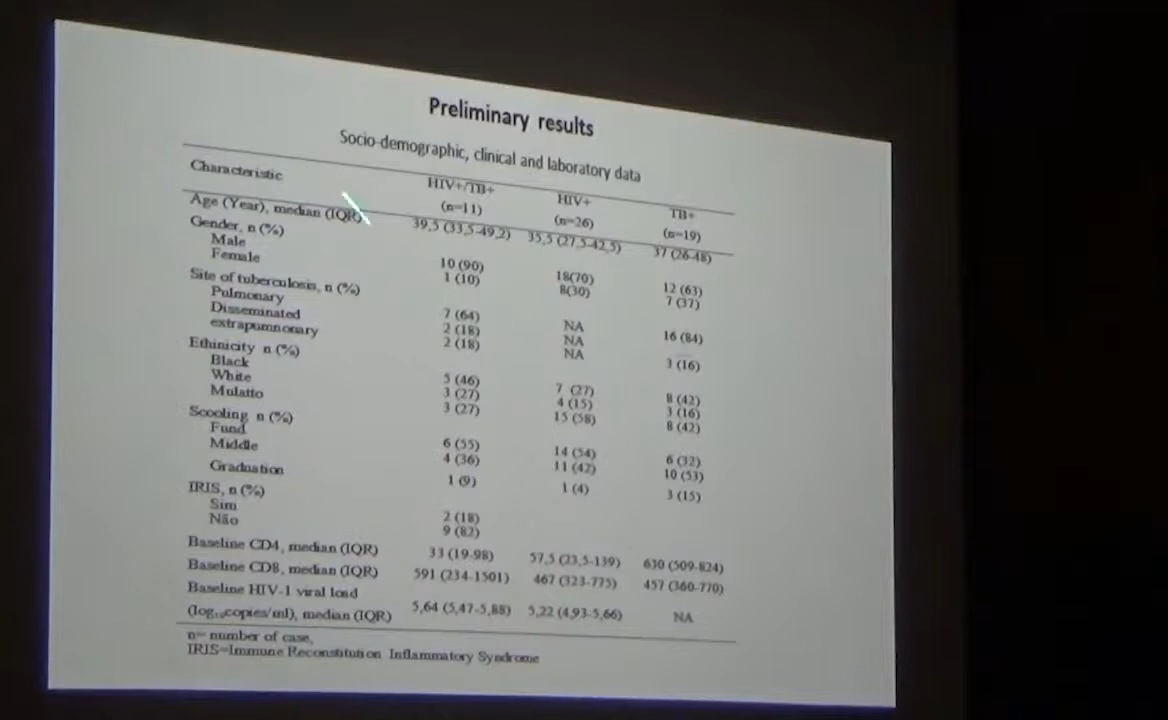 Preliminary results
Socio-demographic, clinical and laboratory data
Characteristic HIV+/TB+ (n=11) HIV+ (n=26) TB+ (n=19)
Age (Year), median (IQR) 39,5 (33,5-49,2) 35,5 (27,5-42,5) 37 (26-48)
Gender, n (%)
Male 10 (90) 18(70) 12 (63)
Female 1 (10) 8(30) 7 (37)
Site of tuberculosis, n (%)
Pulmonary 7 (64) NA 16 (84)
Disseminated 2 (18) NA
extrapumnonary 2 (18) NA 3 (16)
Ethinicity n (%)
Black 5 (46) 7 (27) 8 (42)
White 3 (27) 4 (15) 3 (16)
Mulatto 3 (27) 15 (58) 8 (42)
Scooling n (%)
Fund 6 (55) 14 (54) 6 (32)
Middle 4 (36) 11 (42) 10 (53)
Graduation 1 (9) 1 (4) 3 (15)
IRIS, n (%)
Sim 2 (18)
Não 9 (82)
Baseline CD4, median (IQR) 33 (19-98) 57,5 (23,5-139) 630 (509-824)
Baseline CD8, median (IQR) 591 (234-1501) 467 (323-775) 457 (360-770)
Baseline HIV-1 viral load
(log₁₀copies/ml), median (IQR) 5,64 (5,47-5,88) 5,22 (4,93-5,66) NA
n= number of case,
IRIS=Immune Reconstitution Inflammatory Syndrome